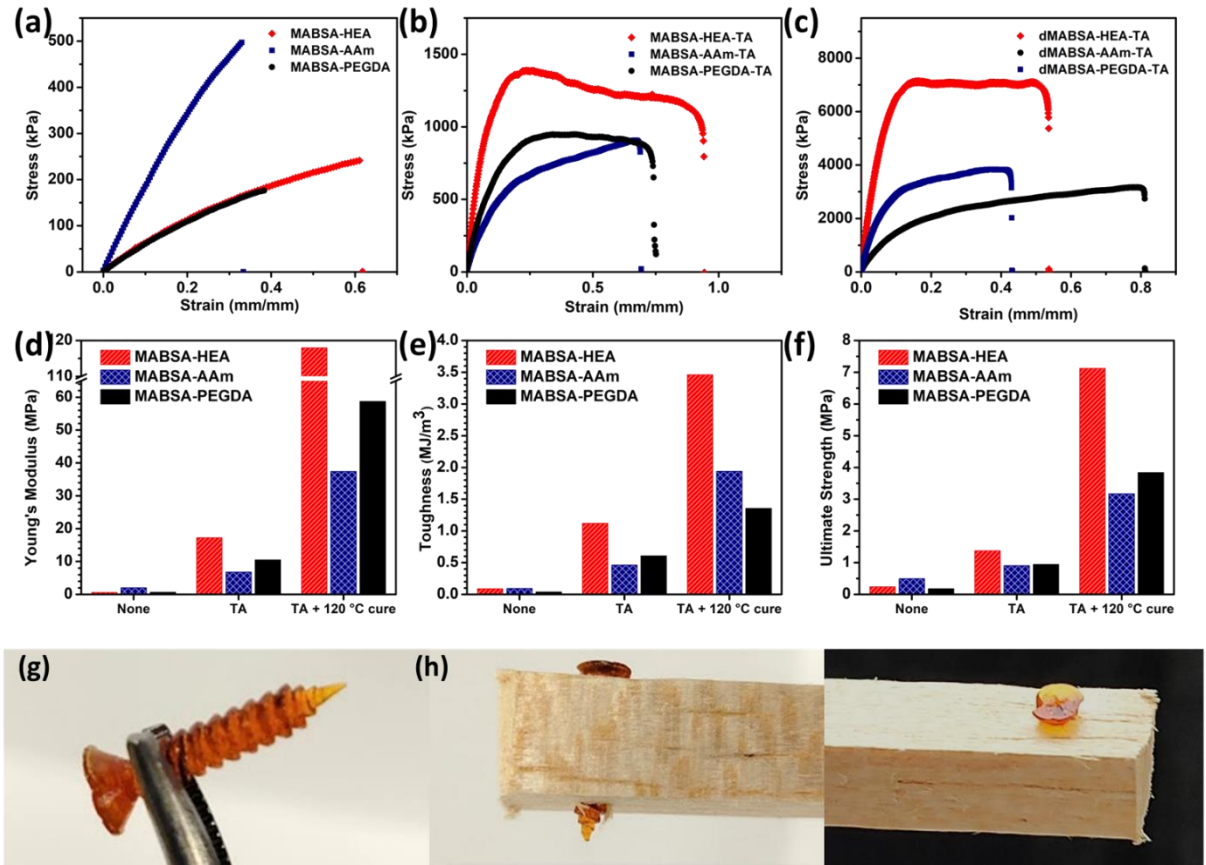 (a)
500
400
300
200
100
0
Stress (kPa)
0.0 0.2 0.4 0.6
Strain (mm/mm)
MABSA-HEA
MABSA-AAm
MABSA-PEGDA
(b)
1500
1000
500
0
Stress (kPa)
0.0 0.5 1.0
Strain (mm/mm)
MABSA-HEA-TA
MABSA-AAm-TA
MABSA-PEGDA-TA
(c)
8000
6000
4000
2000
0
Stress (kPa)
0.0 0.2 0.4 0.6 0.8
Strain (mm/mm)
dMABSA-HEA-TA
dMABSA-AAm-TA
dMABSA-PEGDA-TA
(d)
120
110
60
50
40
30
20
10
0
Young's Modulus (MPa)
None TA TA + 120 °C cure
MABSA-HEA
MABSA-AAm
MABSA-PEGDA
(e)
4.0
3.5
3.0
2.5
2.0
1.5
1.0
0.5
0.0
Toughness (MJ/m³)
None TA TA + 120 °C cure
MABSA-HEA
MABSA-AAm
MABSA-PEGDA
(f)
8
7
6
5
4
3
2
1
0
Ultimate Strength (MPa)
None TA TA + 120 °C cure
MABSA-HEA
MABSA-AAm
MABSA-PEGDA
(g)
(h)